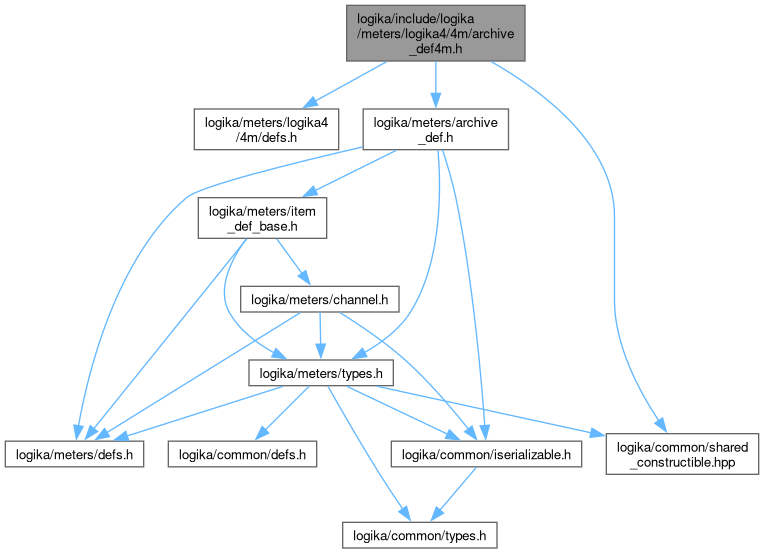 logika/include/logika
/meters/logika4/4m/archive
_def4m.h
logika/meters/logika4
/4m/defs.h
logika/meters/archive
_def.h
logika/meters/item
_def_base.h
logika/meters/channel.h
logika/meters/types.h
logika/meters/defs.h
logika/common/defs.h
logika/common/iserializable.h
logika/common/shared
_constructible.hpp
logika/common/types.h